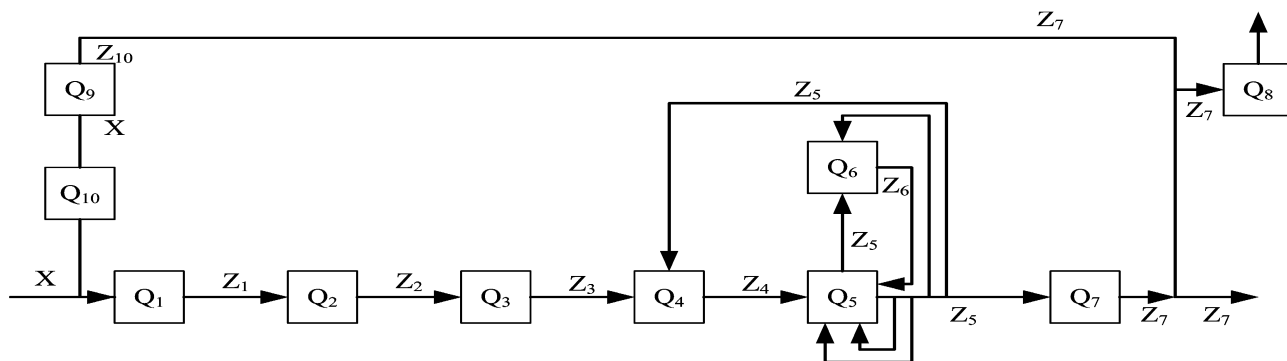 Z₇
Z₁₀
Q₉
Q₈
Z₅
Z₇
X
Q₆
Q₁₀
Z₆
Z₅
X
Z₁
Z₂
Z₃
Z₄
Q₁
Q₂
Q₃
Q₄
Q₅
Q₇
Z₅
Z₇
Z₇